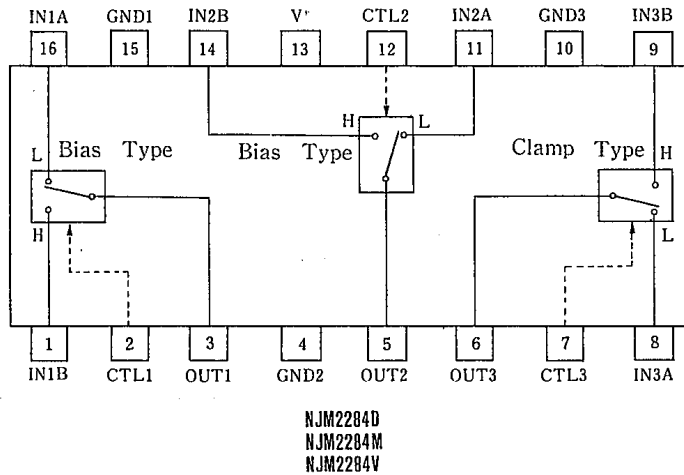 IN1A GND1 IN2B V+ CTL2 IN2A GND3 IN3B
16 15 14 13 12 11 10 9
H L
L Bias Type Bias Type Clamp Type H
H L
1 2 3 4 5 6 7 8
IN1B CTL1 OUT1 GND2 OUT2 OUT3 CTL3 IN3A
NJM2284D
NJM2284M
NJM2284V